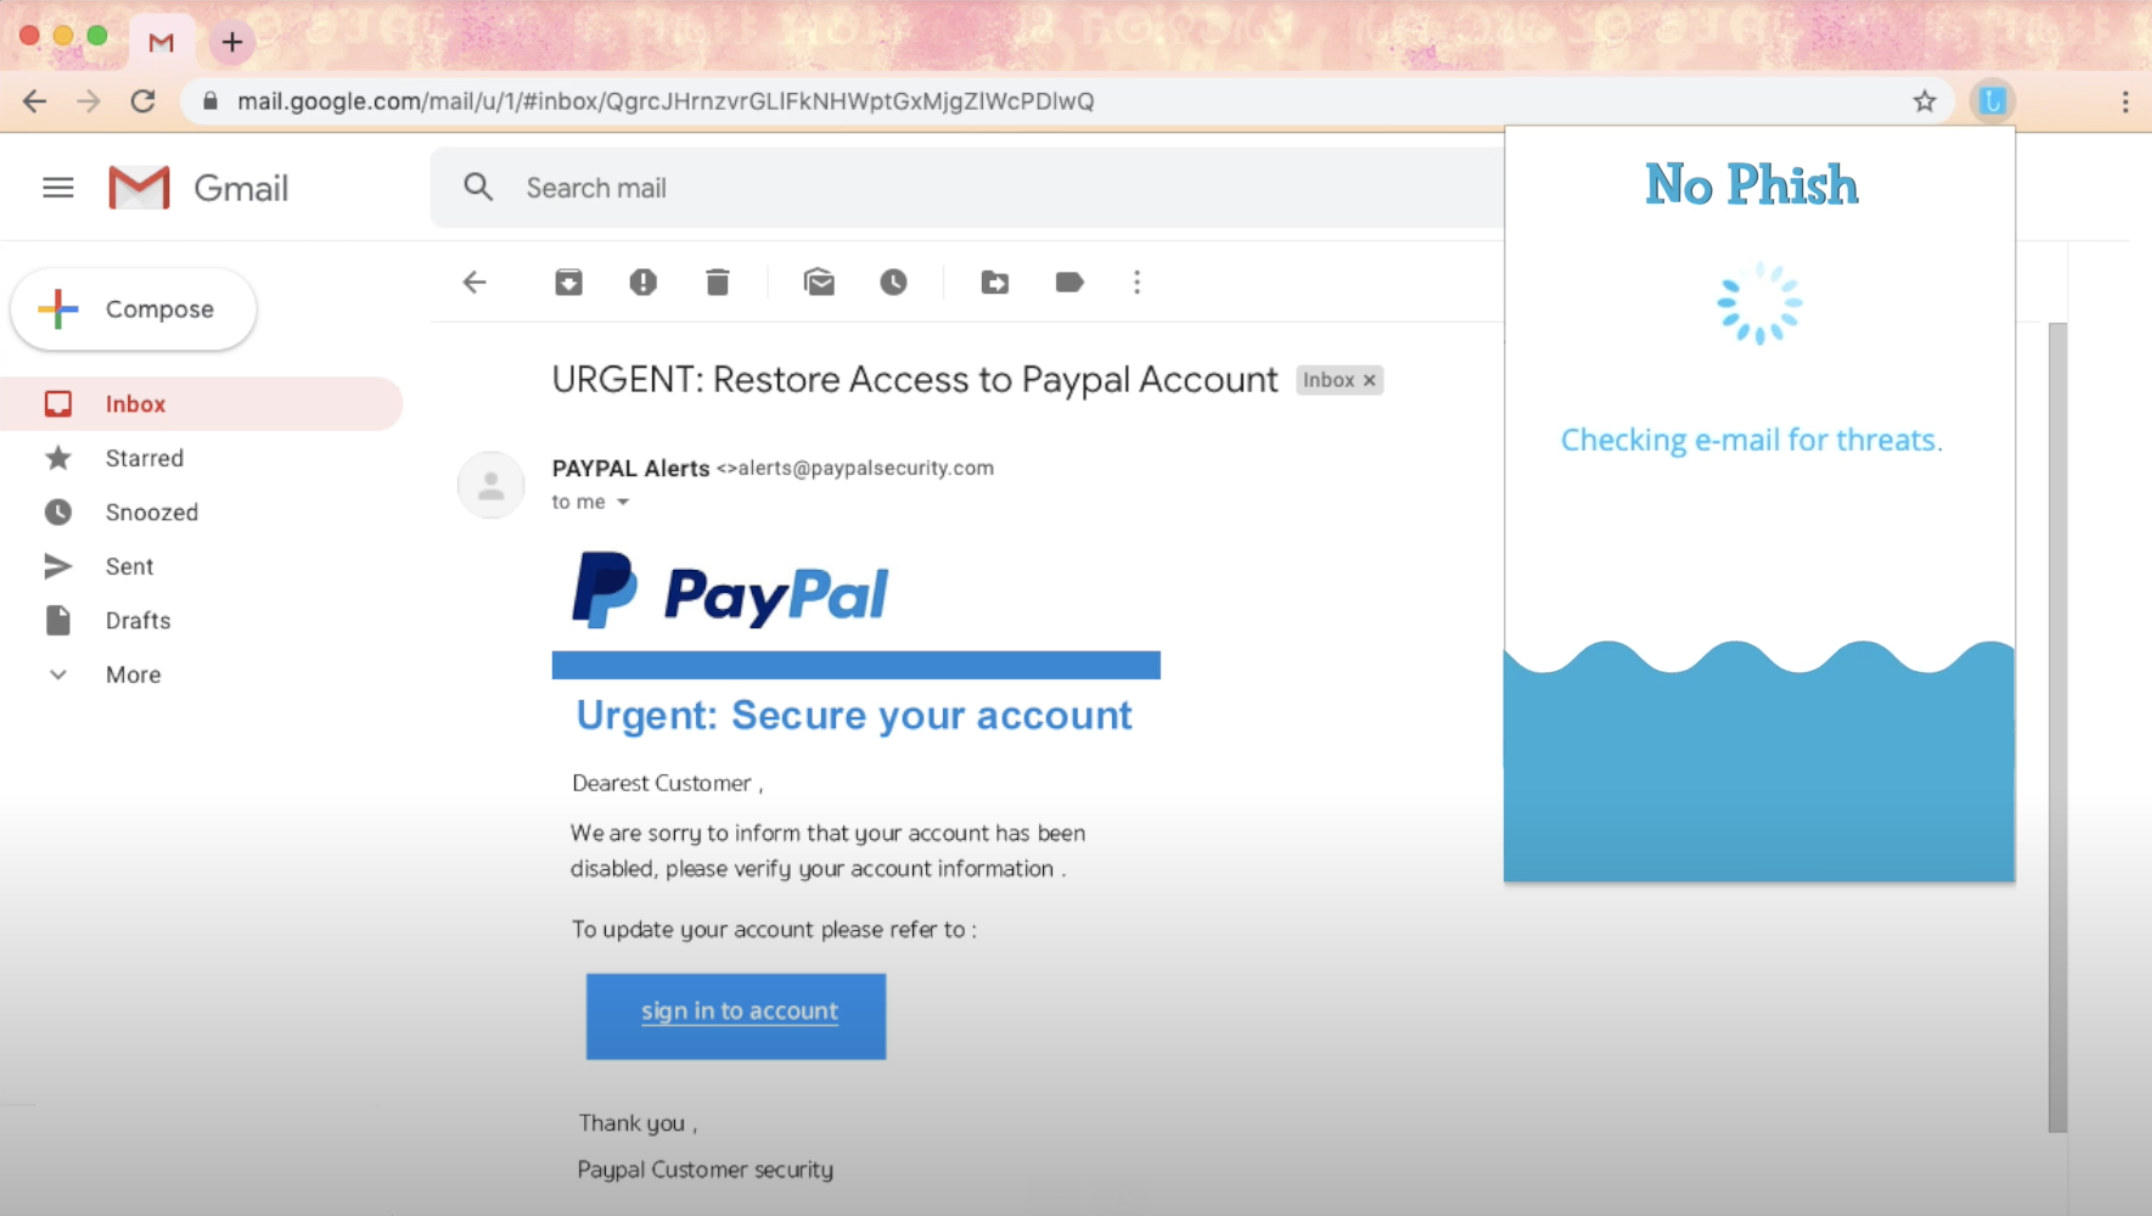 mail.google.com/mail/u/1/#inbox/QgrcJHrnzvrGLlFkNHWptGxMjgZlWcPDlwQ
Gmail
Search mail
No Phish
Compose
Checking e-mail for threats.
URGENT: Restore Access to Paypal Account
Inbox ×
Inbox
Starred
Snoozed
Sent
Drafts
More
PAYPAL Alerts <>alerts@paypalsecurity.com
to me
PayPal
Urgent: Secure your account
Dearest Customer ,
We are sorry to inform that your account has been
disabled, please verify your account information .
To update your account please refer to :
sign in to account
Thank you ,
Paypal Customer security